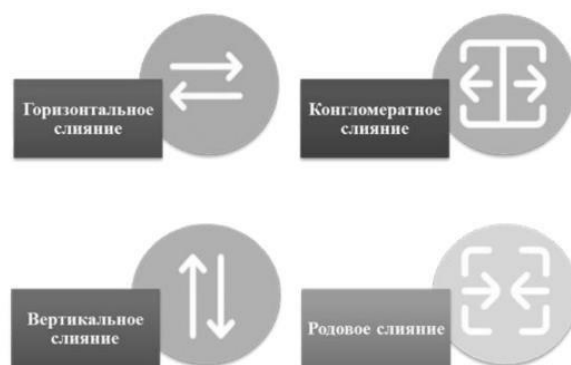 Горизонтальное
слияние
Конгломератное
слияние
Вертикальное
слияние
Родовое слияние